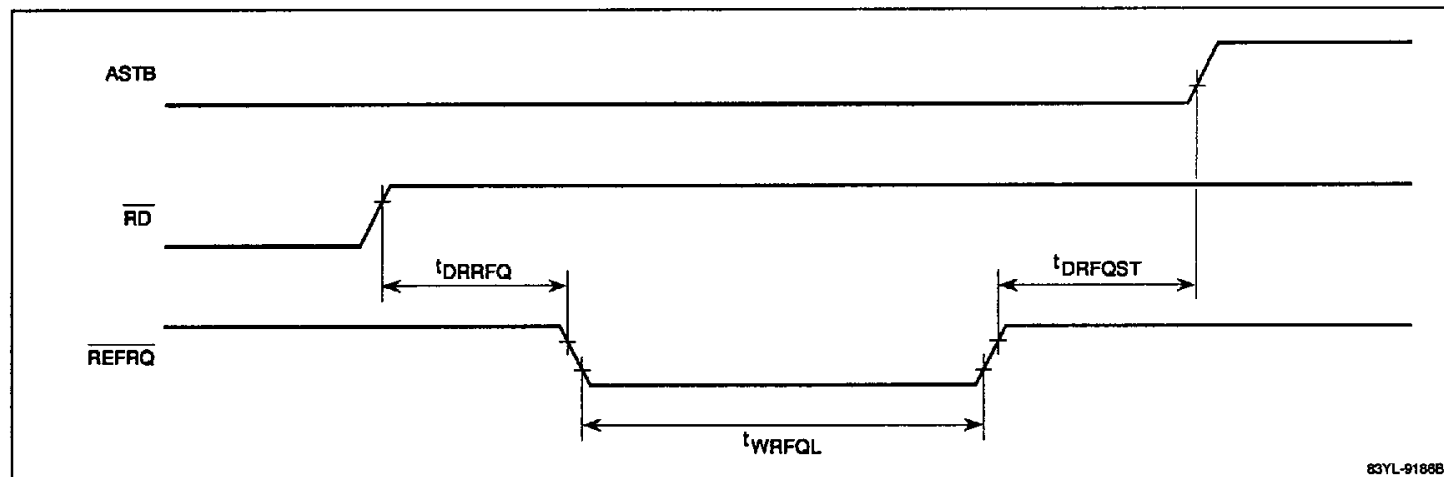 ASTB
RD
tDRRFQ
tDRFQST
REFRQ
tWRFQL
83YL-9186B